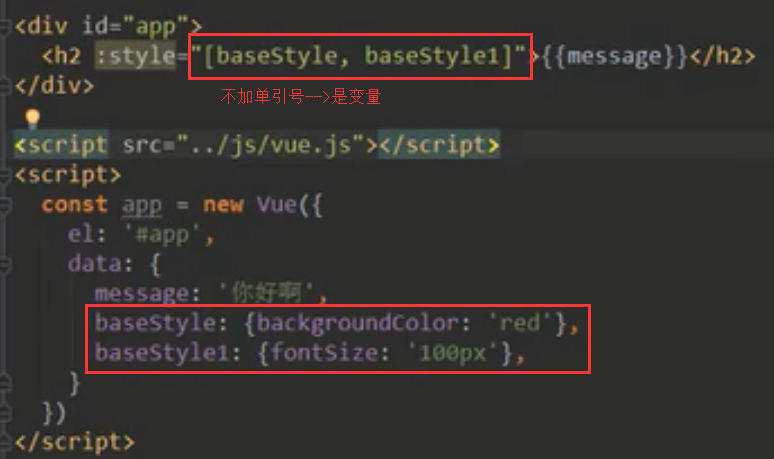 <div id="app">
<h2 :style="[baseStyle, baseStyle1]">{{message}}</h2>
</div>
不加单引号-->是变量
<script src="../js/vue.js"></script>
<script>
const app = new Vue({
el: '#app',
data: {
message: '你好啊',
baseStyle: {backgroundColor: 'red'},
baseStyle1: {fontSize: '100px'},
}
})
</script>